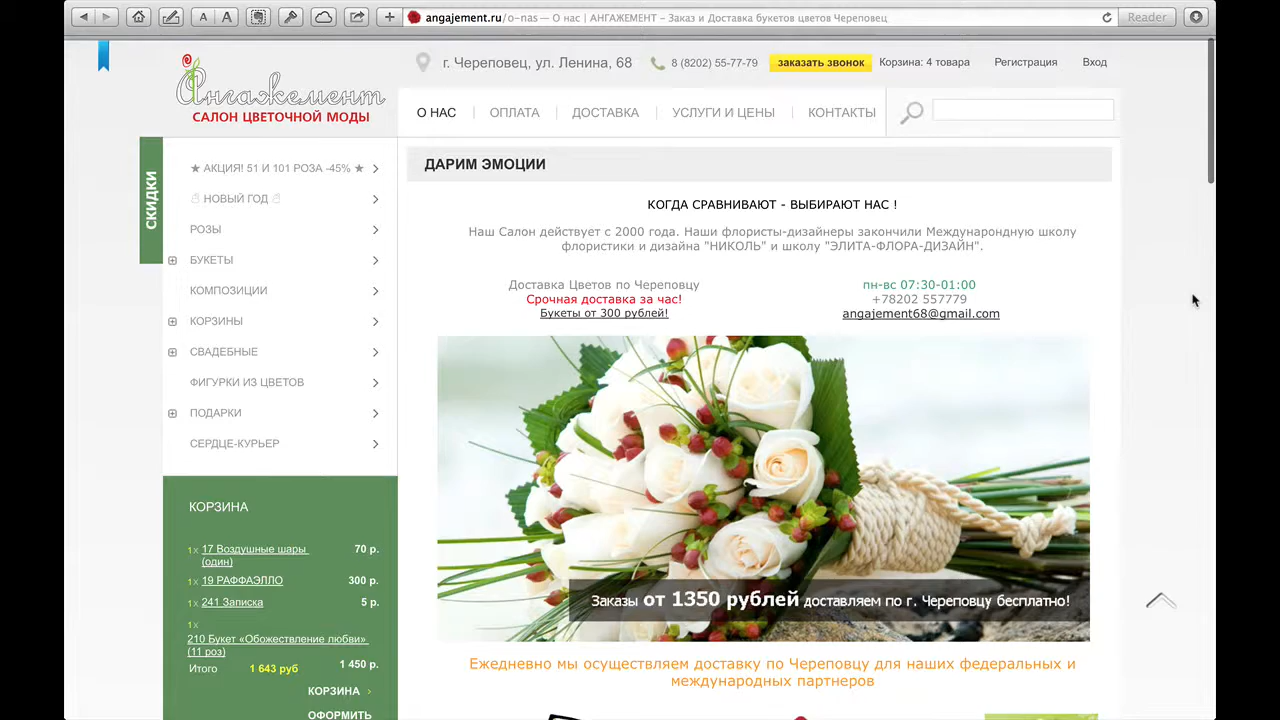 angajement.ru/o-nas — О нас | АНГАЖЕМЕНТ – Заказ и Доставка букетов цветов Череповец
Reader
A A
Ангажемент
САЛОН ЦВЕТОЧНОЙ МОДЫ
г. Череповец, ул. Ленина, 68
8 (8202) 55-77-79
заказать звонок
Корзина: 4 товара
Регистрация
Вход
О НАС
ОПЛАТА
ДОСТАВКА
УСЛУГИ И ЦЕНЫ
КОНТАКТЫ
СКИДКИ
★ АКЦИЯ! 51 И 101 РОЗА -45% ★
☃ НОВЫЙ ГОД ☃
РОЗЫ
БУКЕТЫ
КОМПОЗИЦИИ
КОРЗИНЫ
СВАДЕБНЫЕ
ФИГУРКИ ИЗ ЦВЕТОВ
ПОДАРКИ
СЕРДЦЕ-КУРЬЕР
КОРЗИНА
1x 17 Воздушные шары 70 р.
(один)
1x 19 РАФФАЭЛЛО 300 р.
1x 241 Записка 5 р.
1x
210 Букет «Обожествление любви»
(11 роз) 1 450 р.
Итого 1 643 руб
КОРЗИНА ›
ОФОРМИТЬ
ДАРИМ ЭМОЦИИ
КОГДА СРАВНИВАЮТ - ВЫБИРАЮТ НАС !
Наш Салон действует с 2000 года. Наши флористы-дизайнеры закончили Международную школу
флористики и дизайна "НИКОЛЬ" и школу "ЭЛИТА-ФЛОРА-ДИЗАЙН".
Доставка Цветов по Череповцу
Срочная доставка за час!
Букеты от 300 рублей!
пн-вс 07:30-01:00
+78202 557779
angajement68@gmail.com
Заказы от 1350 рублей доставляем по г. Череповцу бесплатно!
Ежедневно мы осуществляем доставку по Череповцу для наших федеральных и
международных партнеров